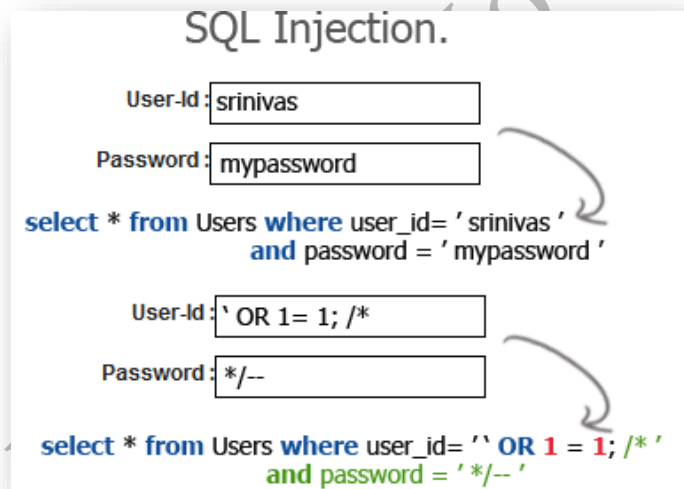 SQL Injection.
User-Id : srinivas
Password : mypassword
select * from Users where user_id= ' srinivas '
and password = ' mypassword '
User-Id : ` OR 1= 1; /*
Password : */--
select * from Users where user_id= '` OR 1 = 1; /* '
and password = ' */-- '